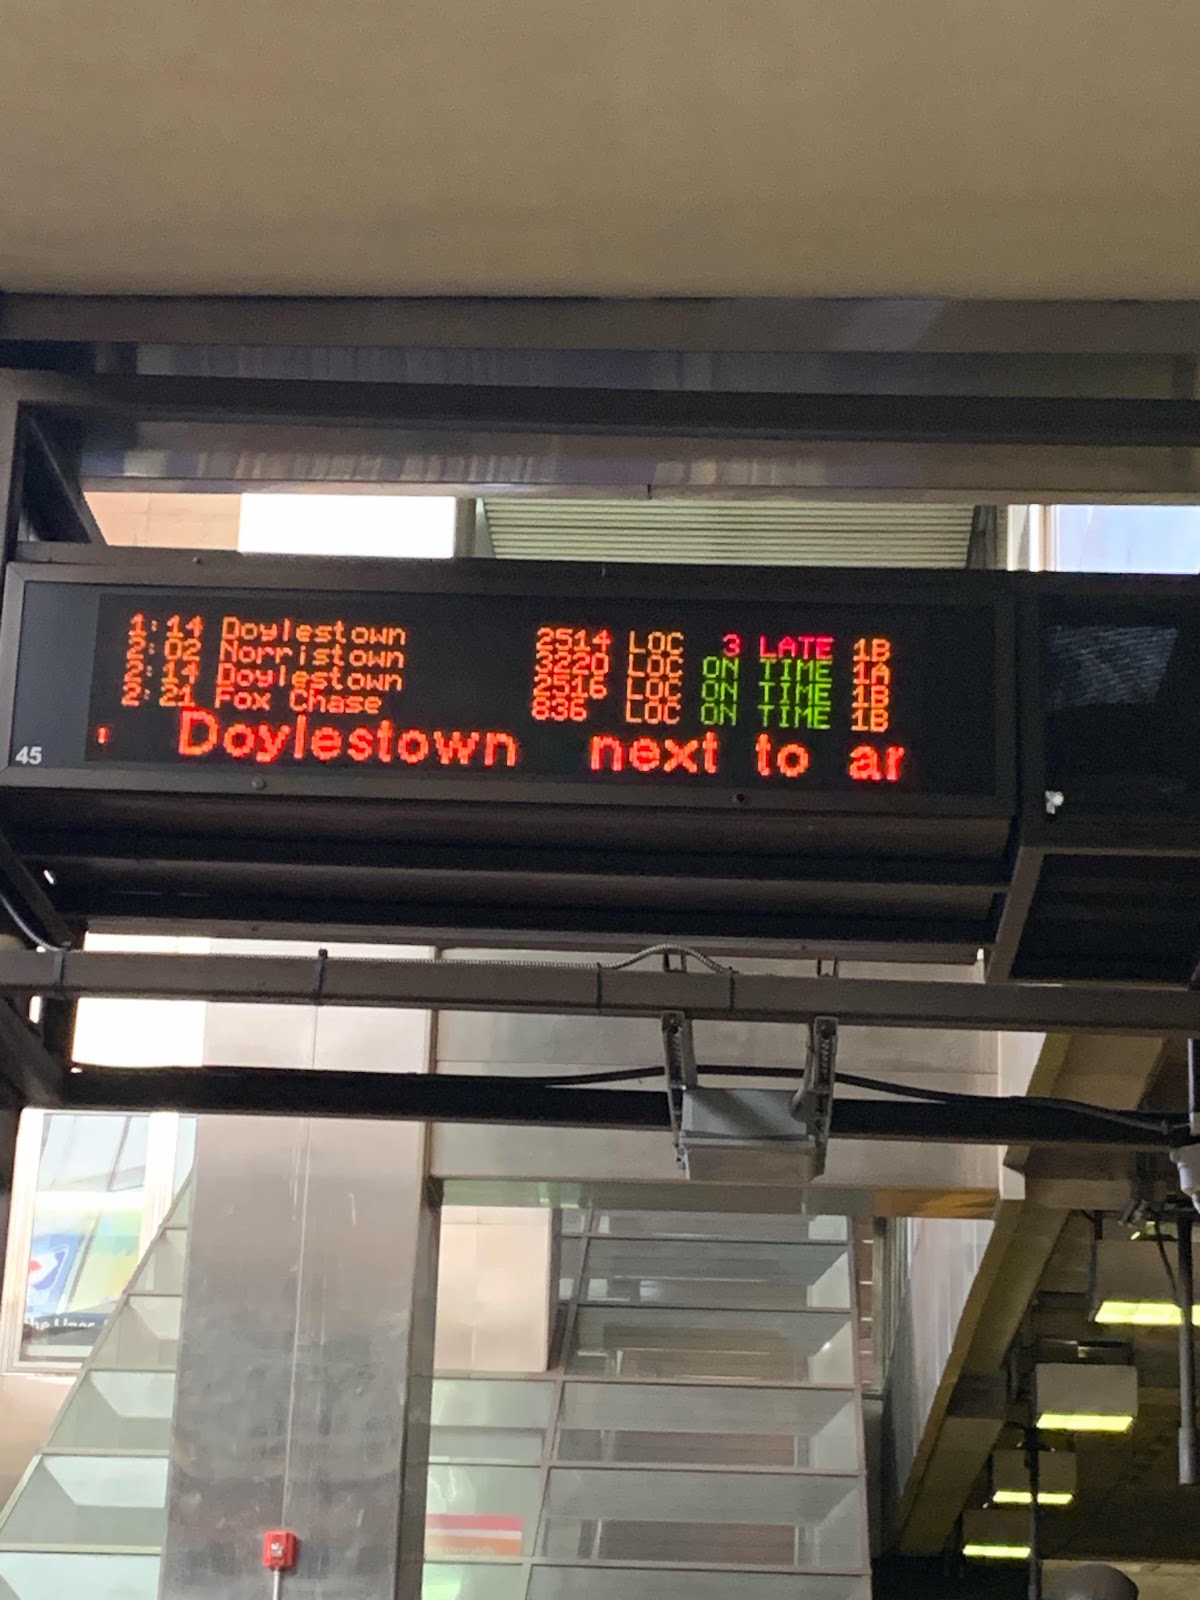 1:14 Doylestown 2514 LOC 3 LATE 1B
2:02 Norristown 3220 LOC ON TIME 1A
2:14 Doylestown 2516 LOC ON TIME 1B
2:21 Fox Chase 836 LOC ON TIME 1B
Doylestown next to ar
45